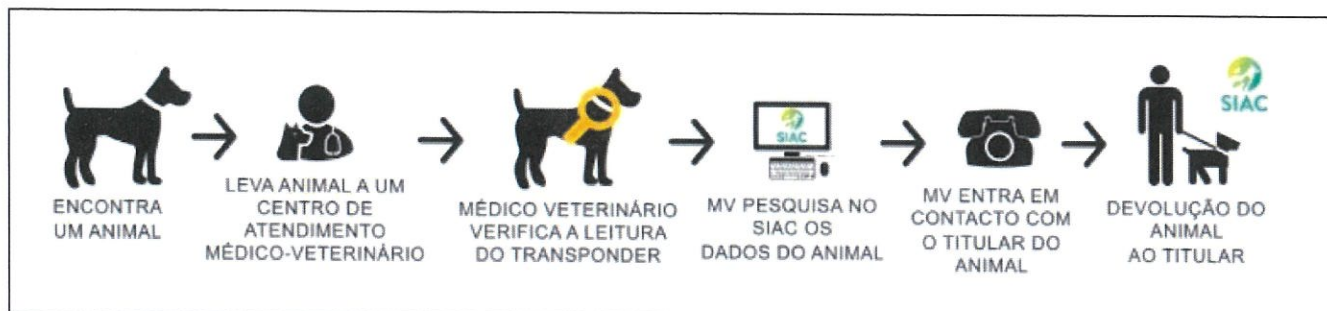 ENCONTRA
UM ANIMAL
LEVA ANIMAL A UM
CENTRO DE
ATENDIMENTO
MÉDICO-VETERINÁRIO
MÉDICO VETERINÁRIO
VERIFICA A LEITURA
DO TRANSPONDER
SIAC
MV PESQUISA NO
SIAC OS
DADOS DO ANIMAL
MV ENTRA EM
CONTACTO COM
O TITULAR DO
ANIMAL
SIAC
DEVOLUÇÃO DO
ANIMAL
AO TITULAR